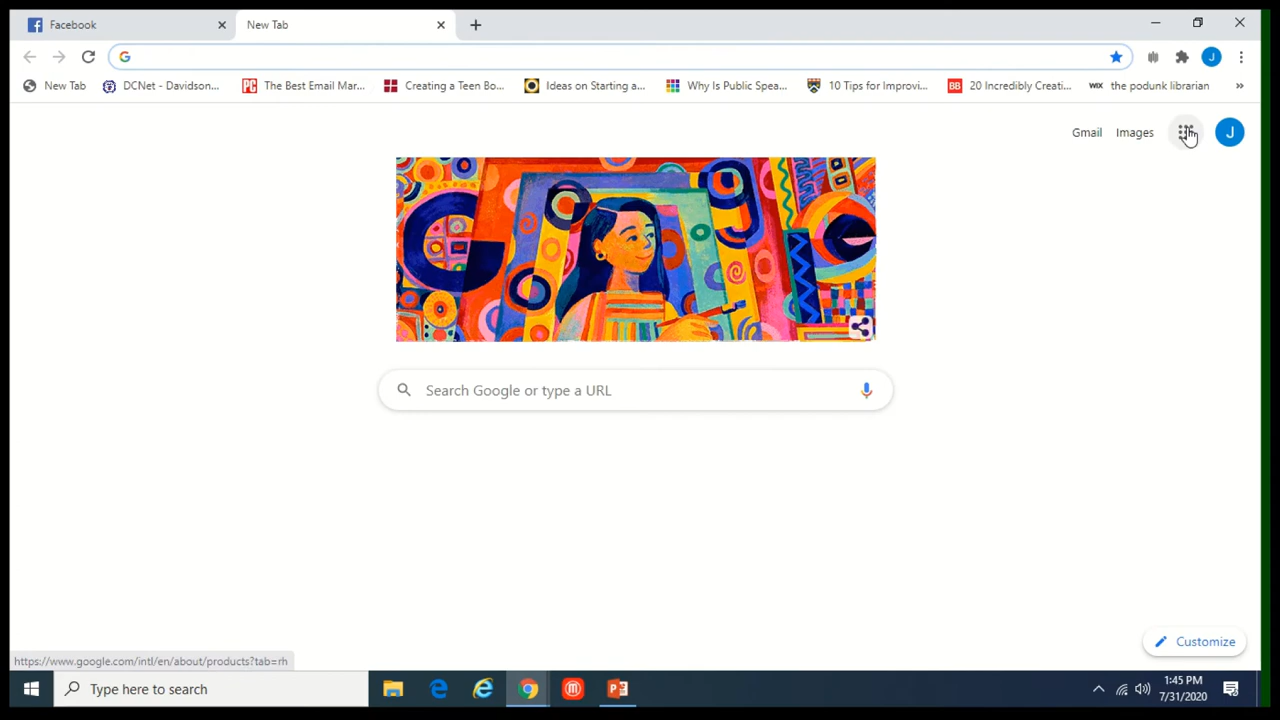 Facebook
New Tab
New Tab
DCNet - Davidson...
The Best Email Mar...
Creating a Teen Bo...
Ideas on Starting a...
Why Is Public Spea...
10 Tips for Improvi...
20 Incredibly Creati...
the podunk librarian
Gmail
Images
J
Search Google or type a URL
Customize
https://www.google.com/intl/en/about/products?tab=rh
Type here to search
1:45 PM
7/31/2020